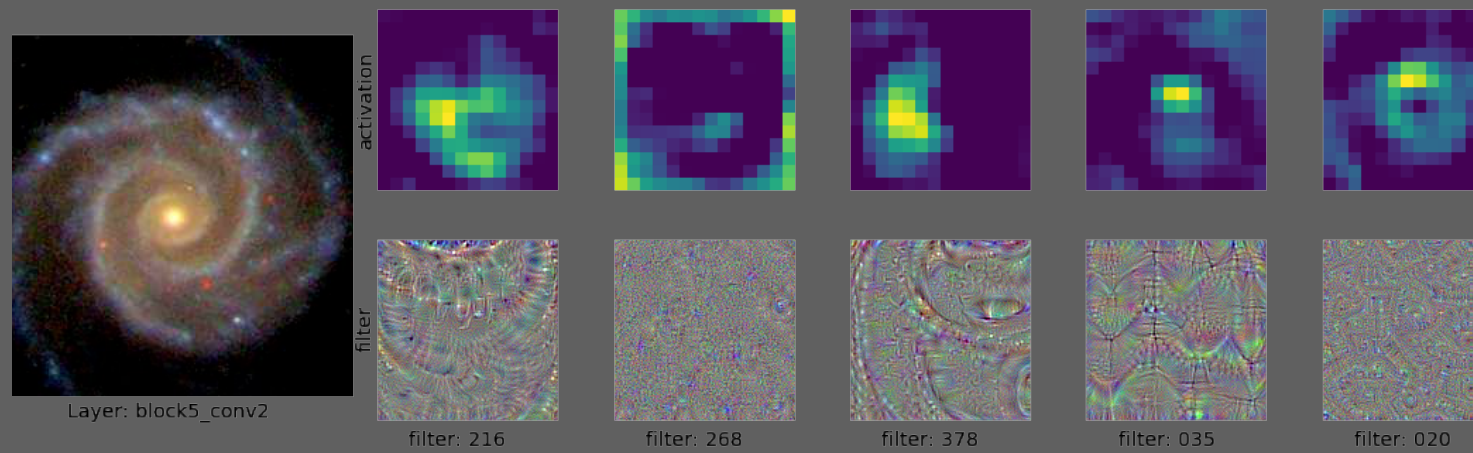 activation
filter
Layer: block5_conv2
filter: 216
filter: 268
filter: 378
filter: 035
filter: 020